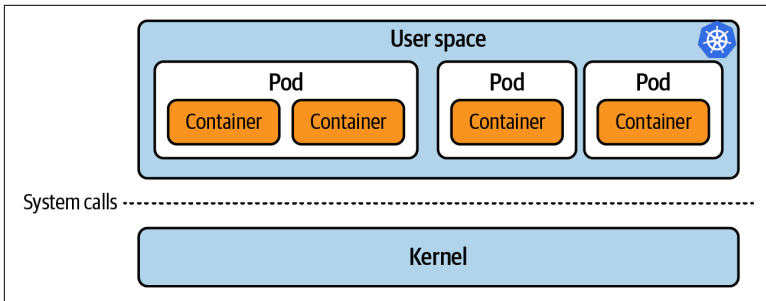 User space
Pod
Pod
Pod
Container
Container
Container
Container
System calls
Kernel